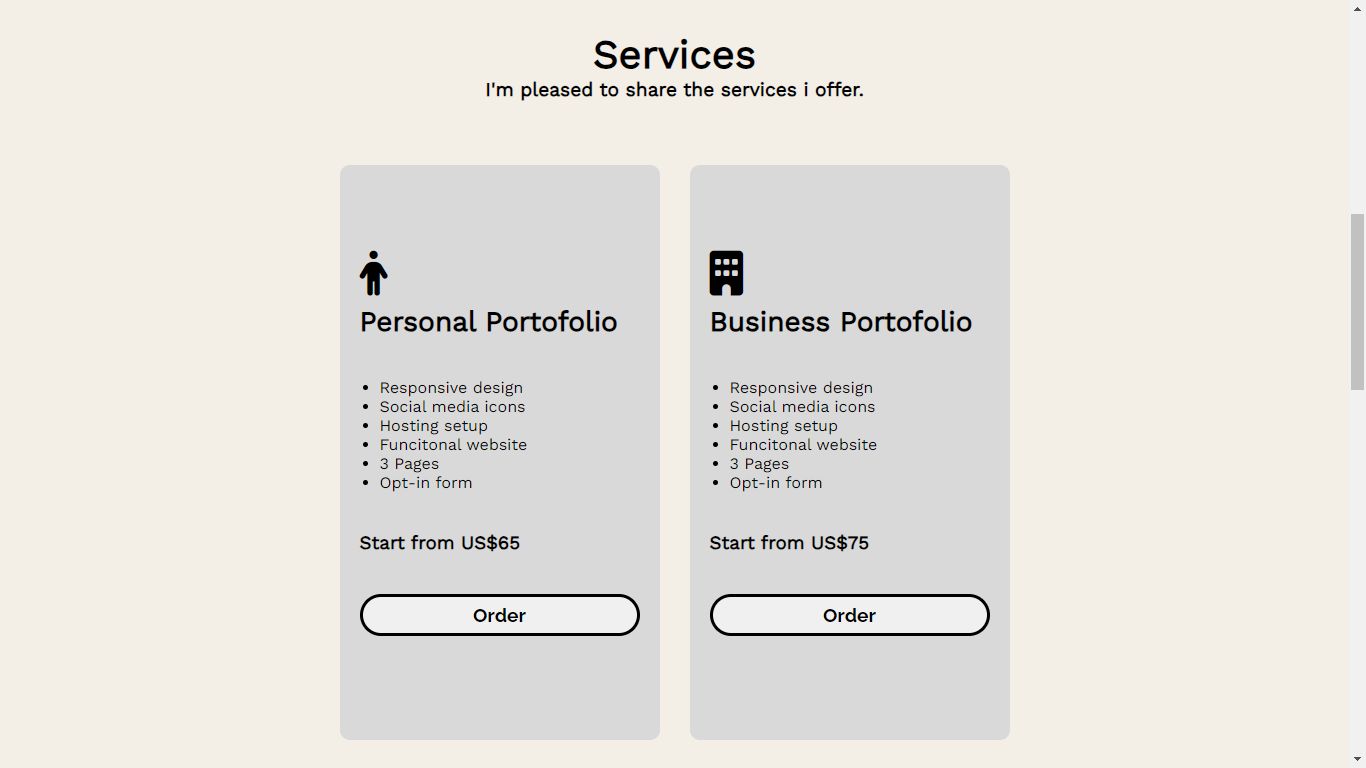 Services
I'm pleased to share the services i offer.
Personal Portofolio
Responsive design
Social media icons
Hosting setup
Funcitonal website
3 Pages
Opt-in form
Start from US$65
Order
Business Portofolio
Responsive design
Social media icons
Hosting setup
Funcitonal website
3 Pages
Opt-in form
Start from US$75
Order